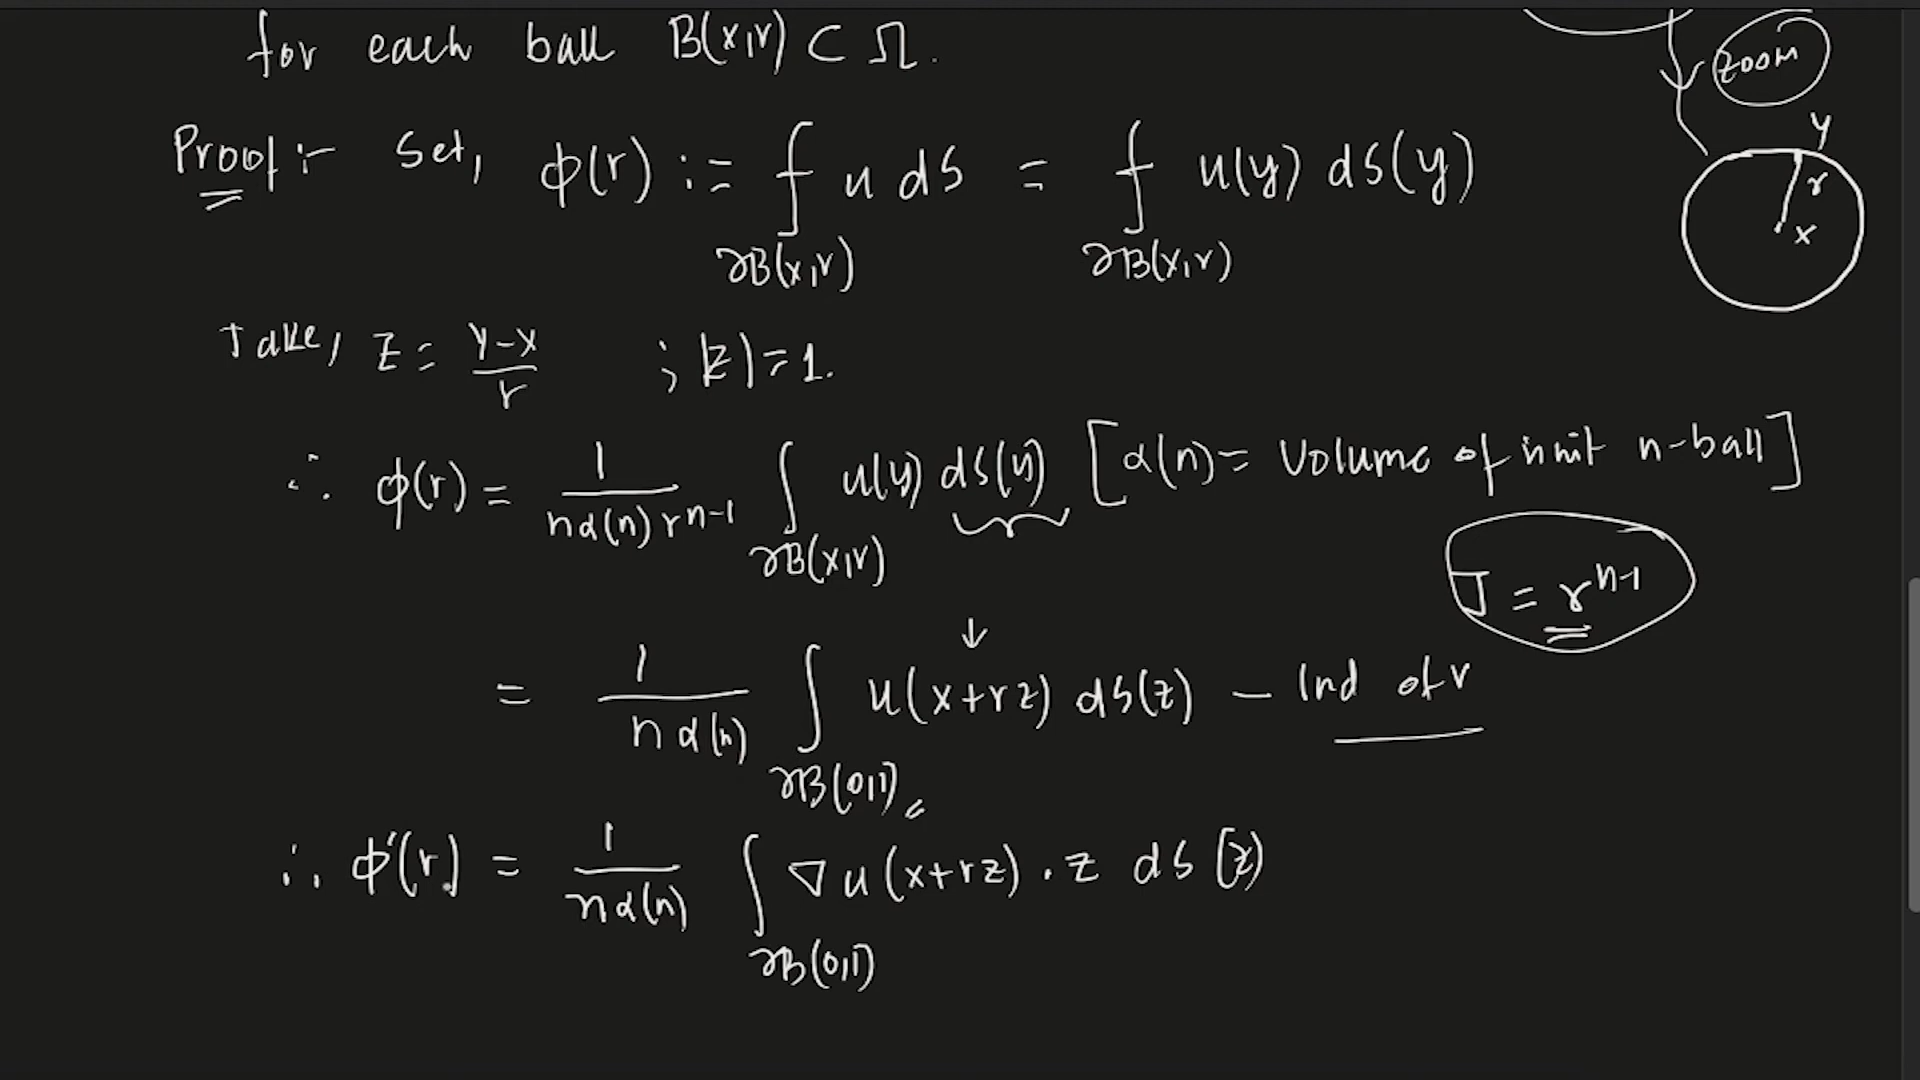 for each ball B(x,r) ⊂ Ω.
zoom
Proof :- Set, ϕ(r) := ⨍_{∂B(x,r)} u dS = ⨍_{∂B(x,r)} u(y) dS(y)
y
r
x
Take, z = (y-x)/r ; |z| = 1.
∴ ϕ(r) = 1/(nα(n) r^{n-1}) ∫_{∂B(x,r)} u(y) dS(y) [α(n) = Volume of unit n-ball]
J = r^{n-1}
↓
= 1/(nα(n)) ∫_{∂B(0,1)} u(x+rz) dS(z) – Ind of r
∴ ϕ'(r) = 1/(nα(n)) ∫_{∂B(0,1)} ∇u(x+rz) · z dS(z)